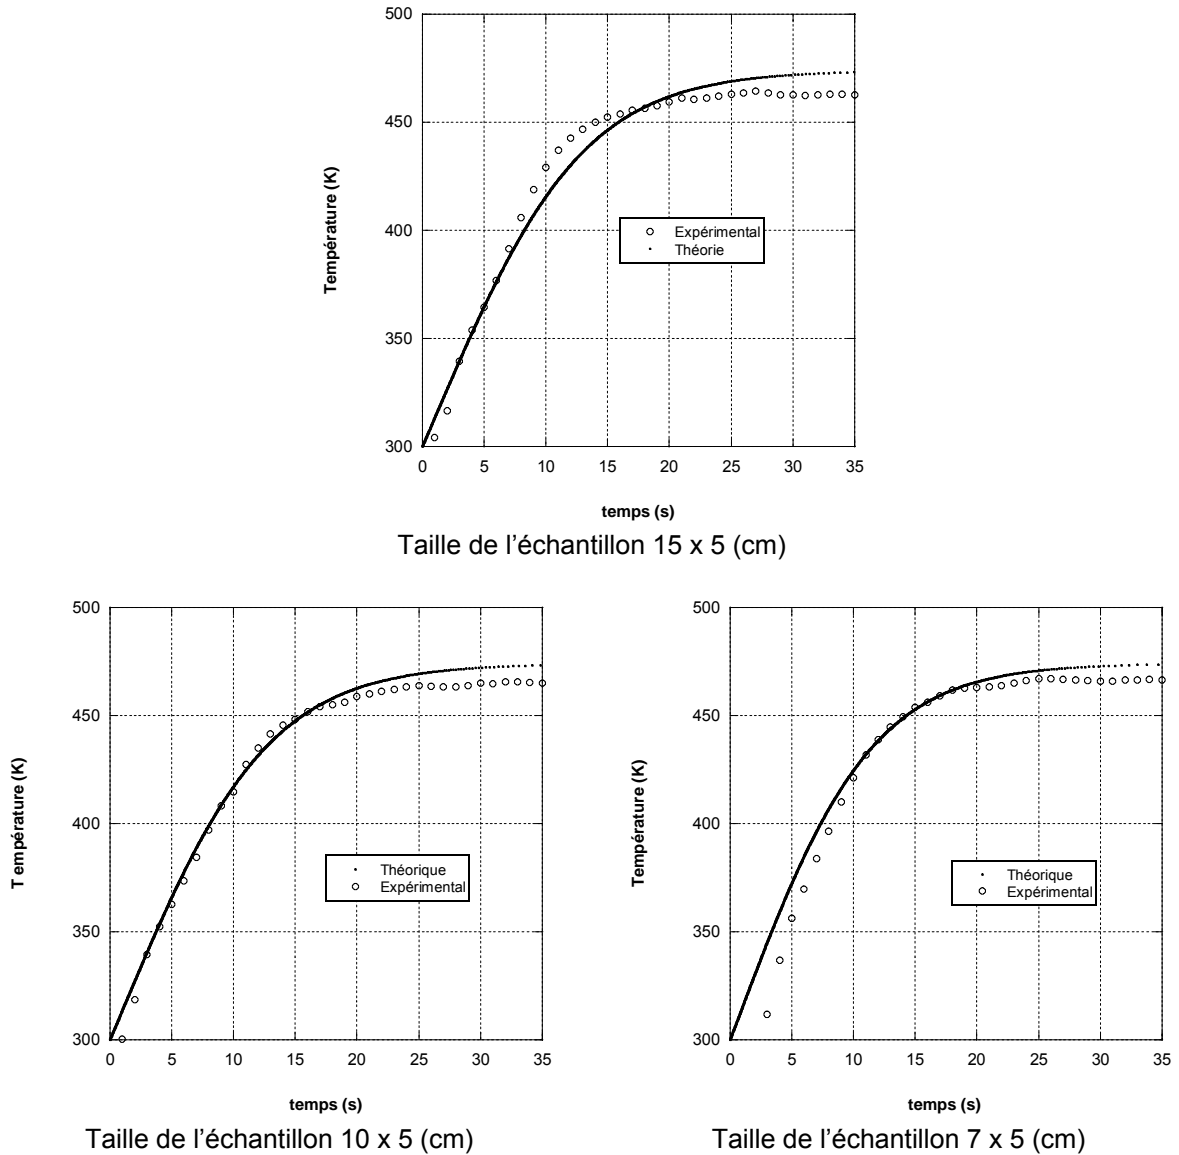 500
450
400
350
300
Température (K)
Expérimental
Théorie
0 5 10 15 20 25 30 35
temps (s)
Taille de l'échantillon 15 x 5 (cm)
500
450
400
350
300
T empérature (K)
Théorique
Expérimental
0 5 10 15 20 25 30 35
temps (s)
Taille de l'échantillon 10 x 5 (cm)
500
450
400
350
300
Température (K)
Théorique
Expérimental
0 5 10 15 20 25 30 35
temps (s)
Taille de l'échantillon 7 x 5 (cm)